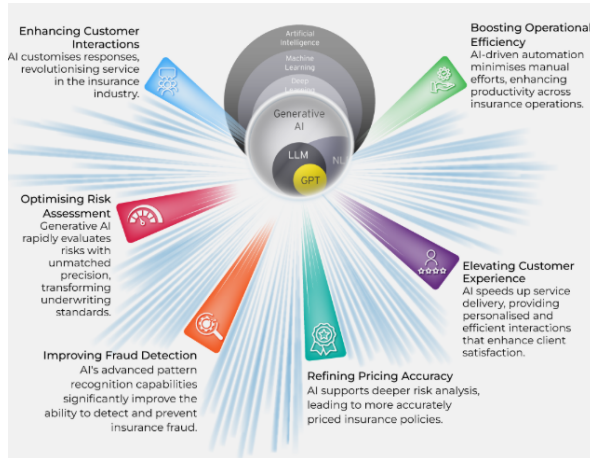 Enhancing Customer
Interactions
AI customises responses,
revolutionising service
in the insurance
industry.
Artificial
Intelligence
Machine
Learning
Deep
Learning
Generative
AI
LLM
NL
GPT
Boosting Operational
Efficiency
AI-driven automation
minimises manual
efforts, enhancing
productivity across
insurance operations.
Optimising Risk
Assessment
Generative AI
rapidly evaluates
risks with
unmatched
precision,
transforming
underwriting
standards.
Elevating Customer
Experience
AI speeds up service
delivery, providing
personalised and
efficient interactions
that enhance client
satisfaction.
Improving Fraud Detection
AI's advanced pattern
recognition capabilities
significantly improve the
ability to detect and prevent
insurance fraud.
Refining Pricing Accuracy
AI supports deeper risk analysis,
leading to more accurately
priced insurance policies.